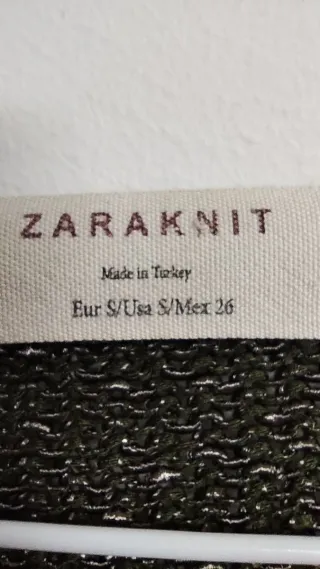 ZARAKNIT
Made in Turkey
Eur S/Usa S/Mex 26